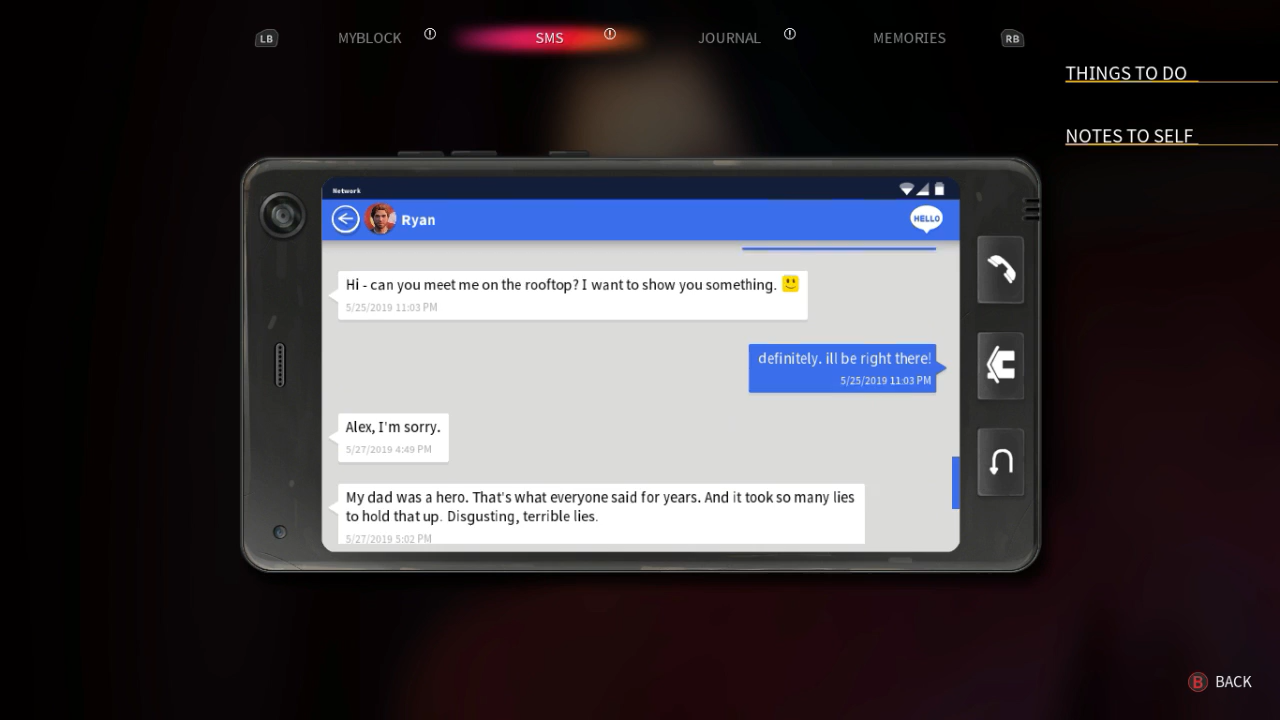 LB MYBLOCK SMS JOURNAL MEMORIES RB
THINGS TO DO
NOTES TO SELF
Network
Ryan
HELLO
Hi - can you meet me on the rooftop? I want to show you something.
5/25/2019 11:03 PM
definitely. ill be right there!
5/25/2019 11:03 PM
Alex, I'm sorry.
5/27/2019 4:49 PM
My dad was a hero. That's what everyone said for years. And it took so many lies
to hold that up. Disgusting, terrible lies.
5/27/2019 5:02 PM
B BACK